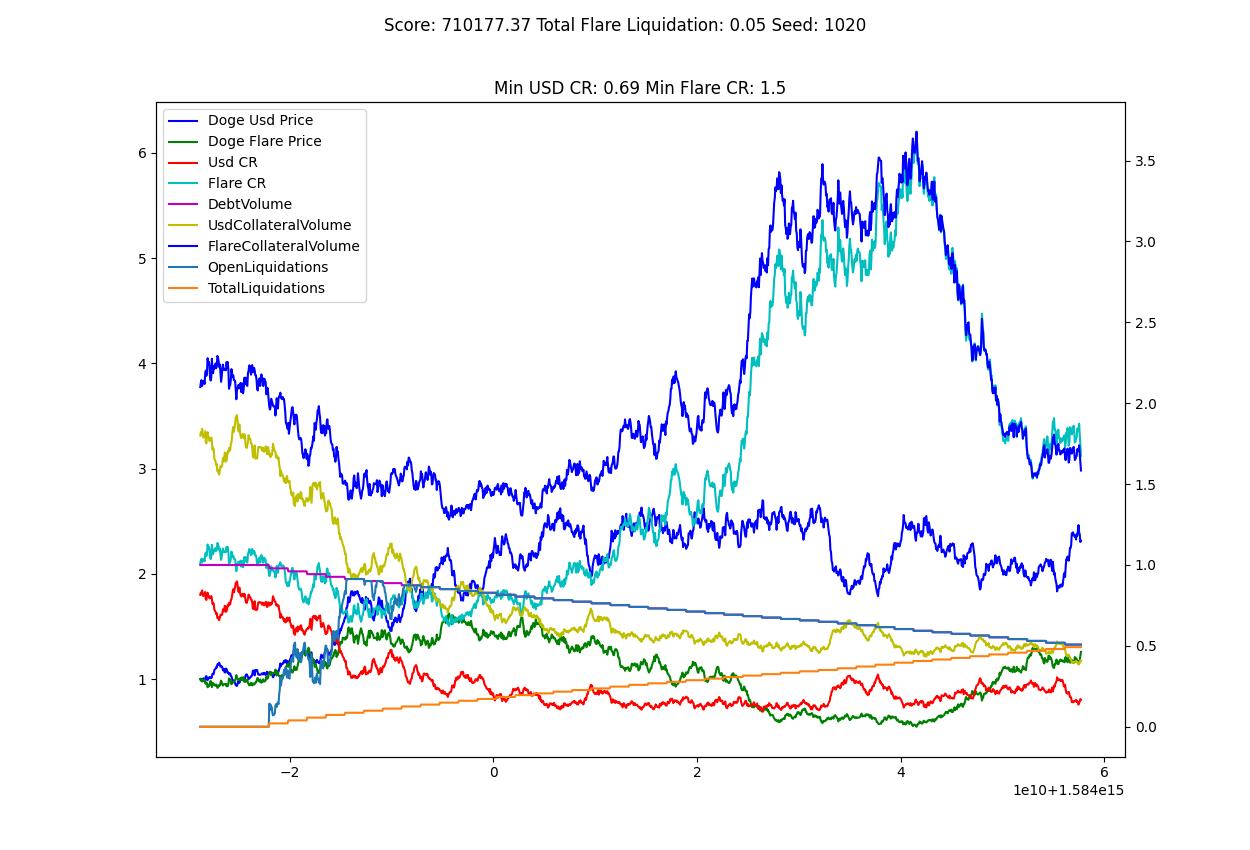 Score: 710177.37 Total Flare Liquidation: 0.05 Seed: 1020
Min USD CR: 0.69 Min Flare CR: 1.5
Doge Usd Price
Doge Flare Price
Usd CR
Flare CR
DebtVolume
UsdCollateralVolume
FlareCollateralVolume
OpenLiquidations
TotalLiquidations
6
5
4
3
2
1
3.5
3.0
2.5
2.0
1.5
1.0
0.5
0.0
−2 0 2 4 6
1e10+1.584e15